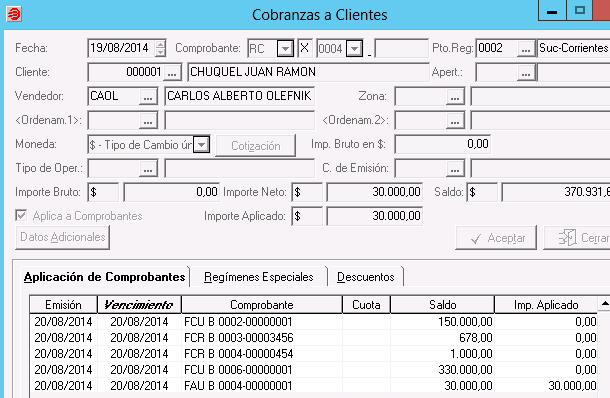 Cobranzas a Clientes
Fecha: 19/08/2014 Comprobante: RC X 0004 - Pto.Reg: 0002 ... Suc-Corrientes
Cliente: 000001 ... CHUQUEL JUAN RAMON Apert.: ...
Vendedor: CAOL ... CARLOS ALBERTO OLEFNIK Zona: ...
<Ordenam.1>: ... <Ordenam.2>: ...
Moneda: $ - Tipo de Cambio ún Cotización Imp. Bruto en $: 0,00
Tipo de Oper.: ... C. de Emisión: ...
Importe Bruto: $ 0,00 Importe Neto: $ 30.000,00 Saldo: $ 370.931,6
Aplica a Comprobantes Importe Aplicado: $ 30.000,00
Datos Adicionales Aceptar Cerrar
Aplicación de Comprobantes Regímenes Especiales Descuentos
Emisión Vencimiento Comprobante Cuota Saldo Imp. Aplicado
20/08/2014 20/08/2014 FCU B 0002-00000001 150.000,00 0,00
20/08/2014 20/08/2014 FCR B 0003-00003456 678,00 0,00
20/08/2014 20/08/2014 FCR B 0004-00000454 1.000,00 0,00
20/08/2014 20/08/2014 FCU B 0006-00000001 330.000,00 0,00
20/08/2014 20/08/2014 FAU B 0004-00000001 30.000,00 30.000,00